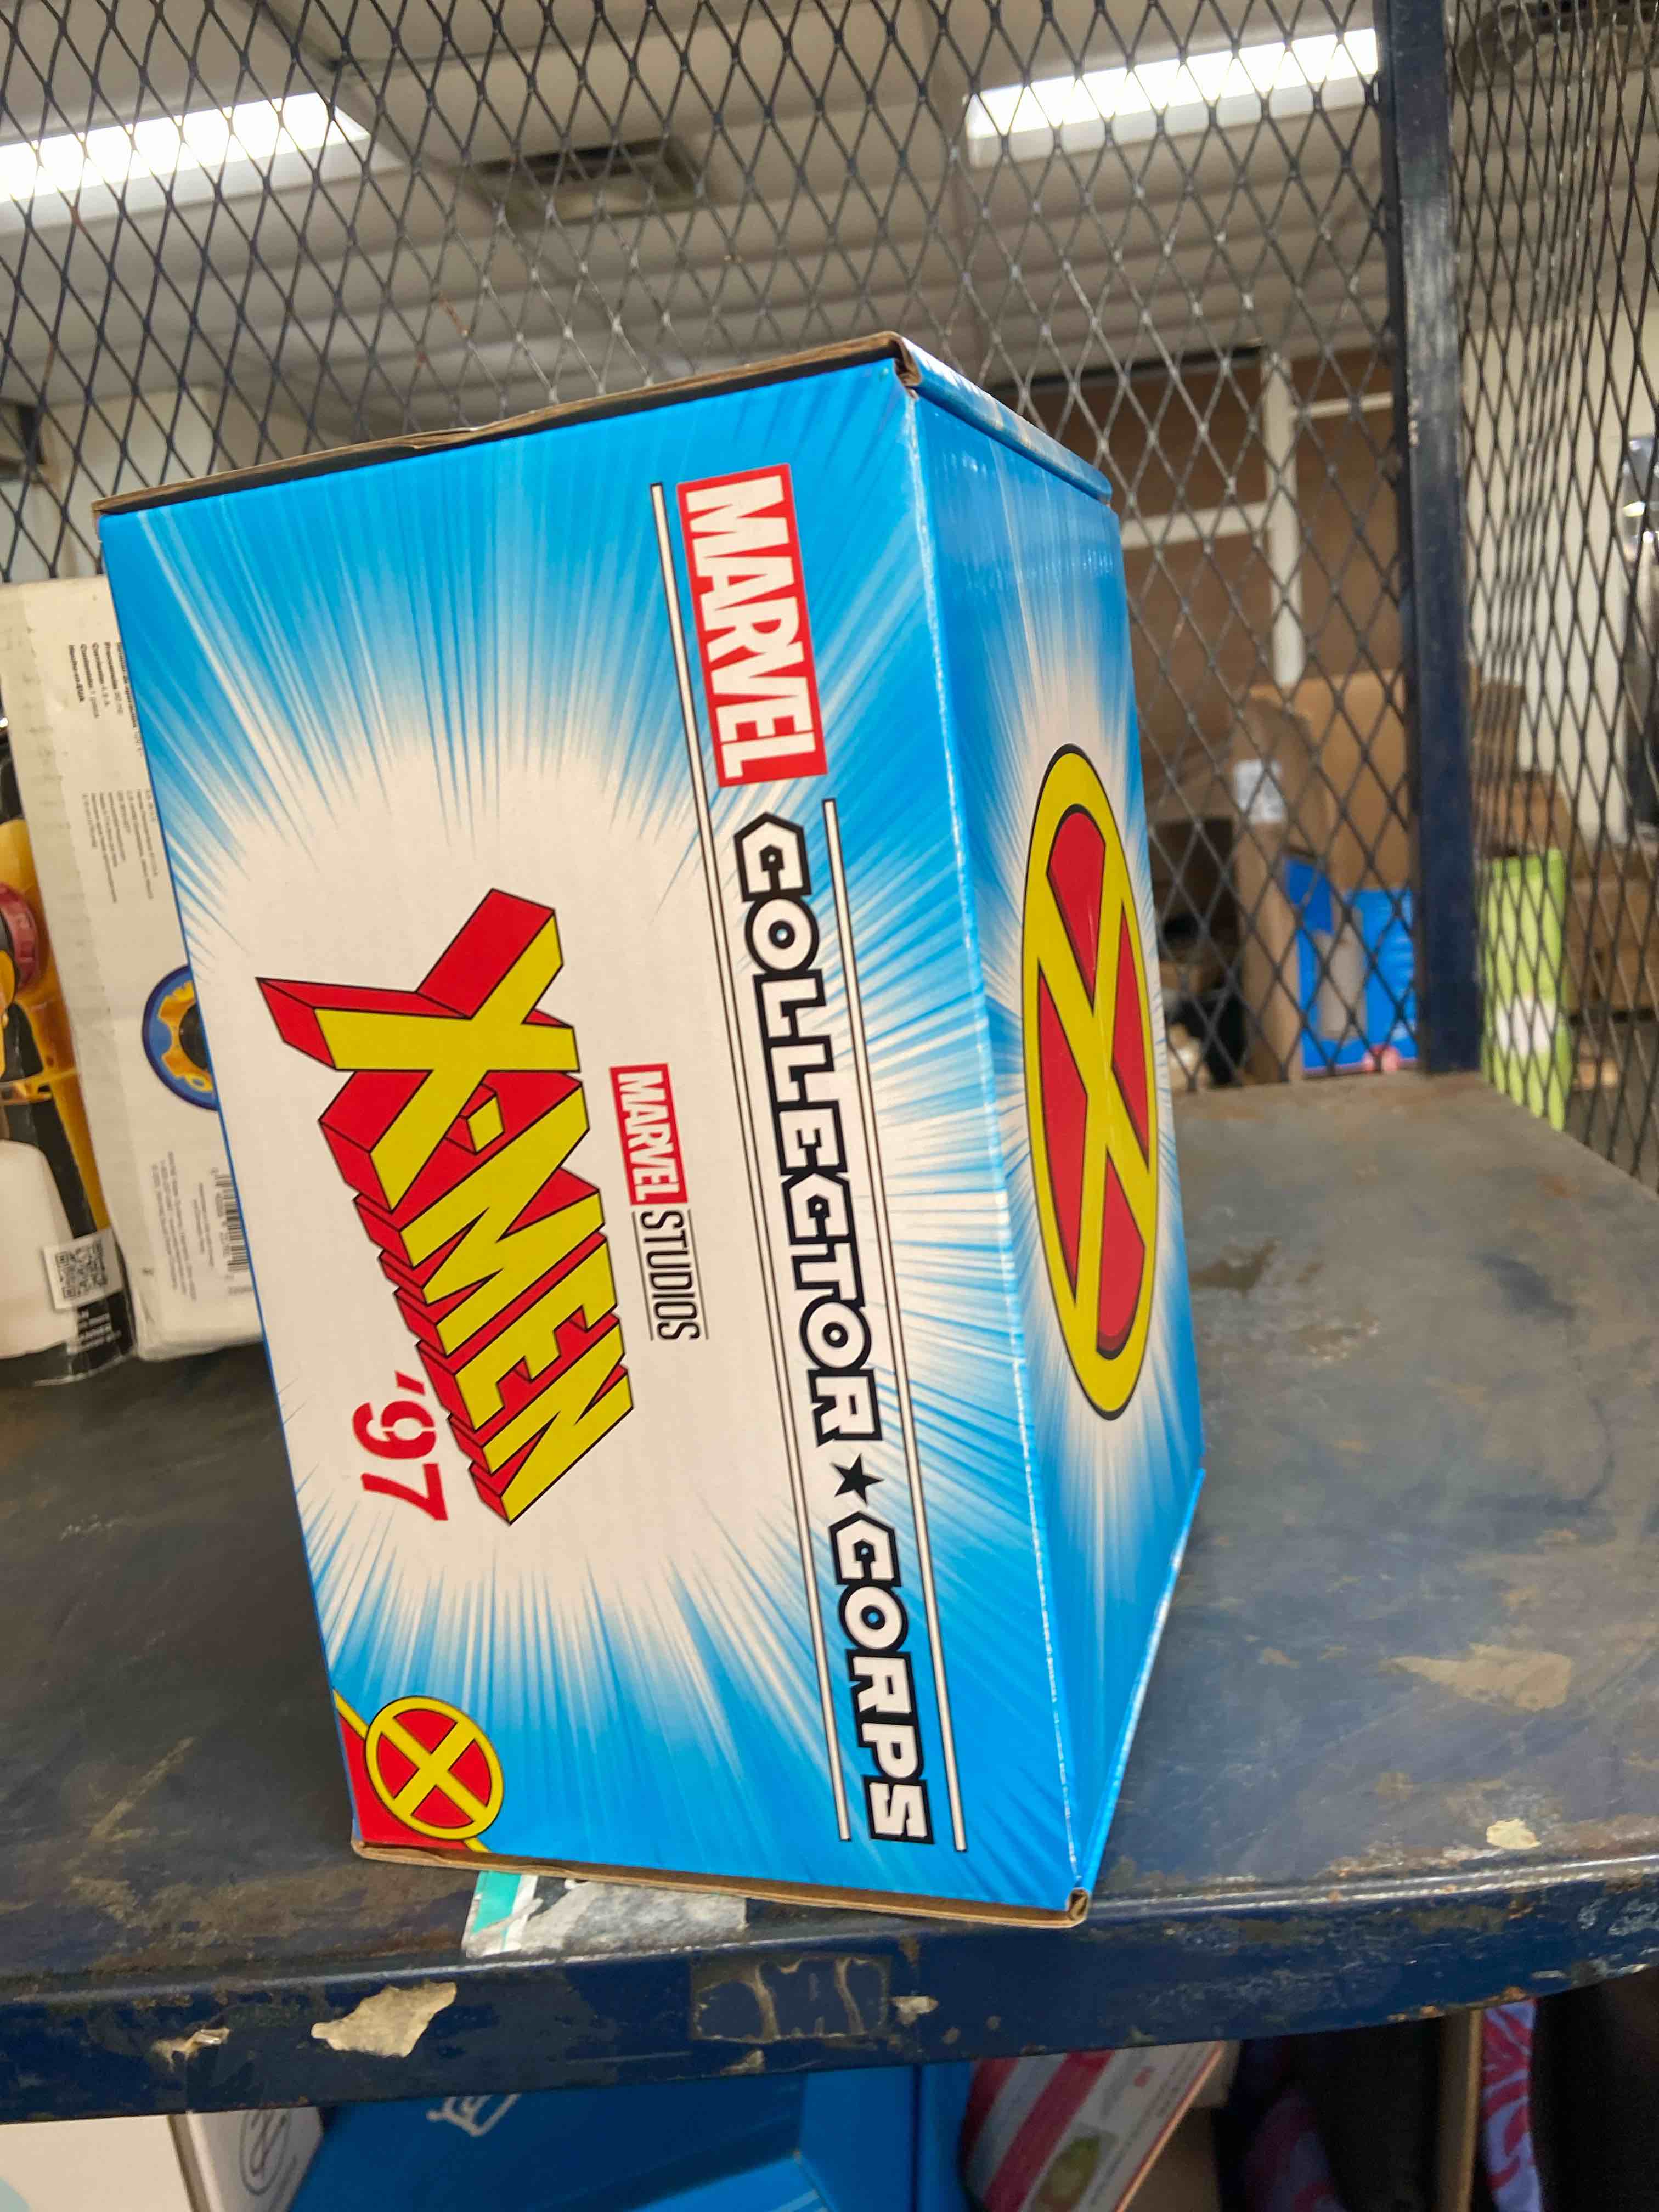 MARVEL
COLLECTOR ★ CORPS
MARVEL STUDIOS
X-MEN
'97